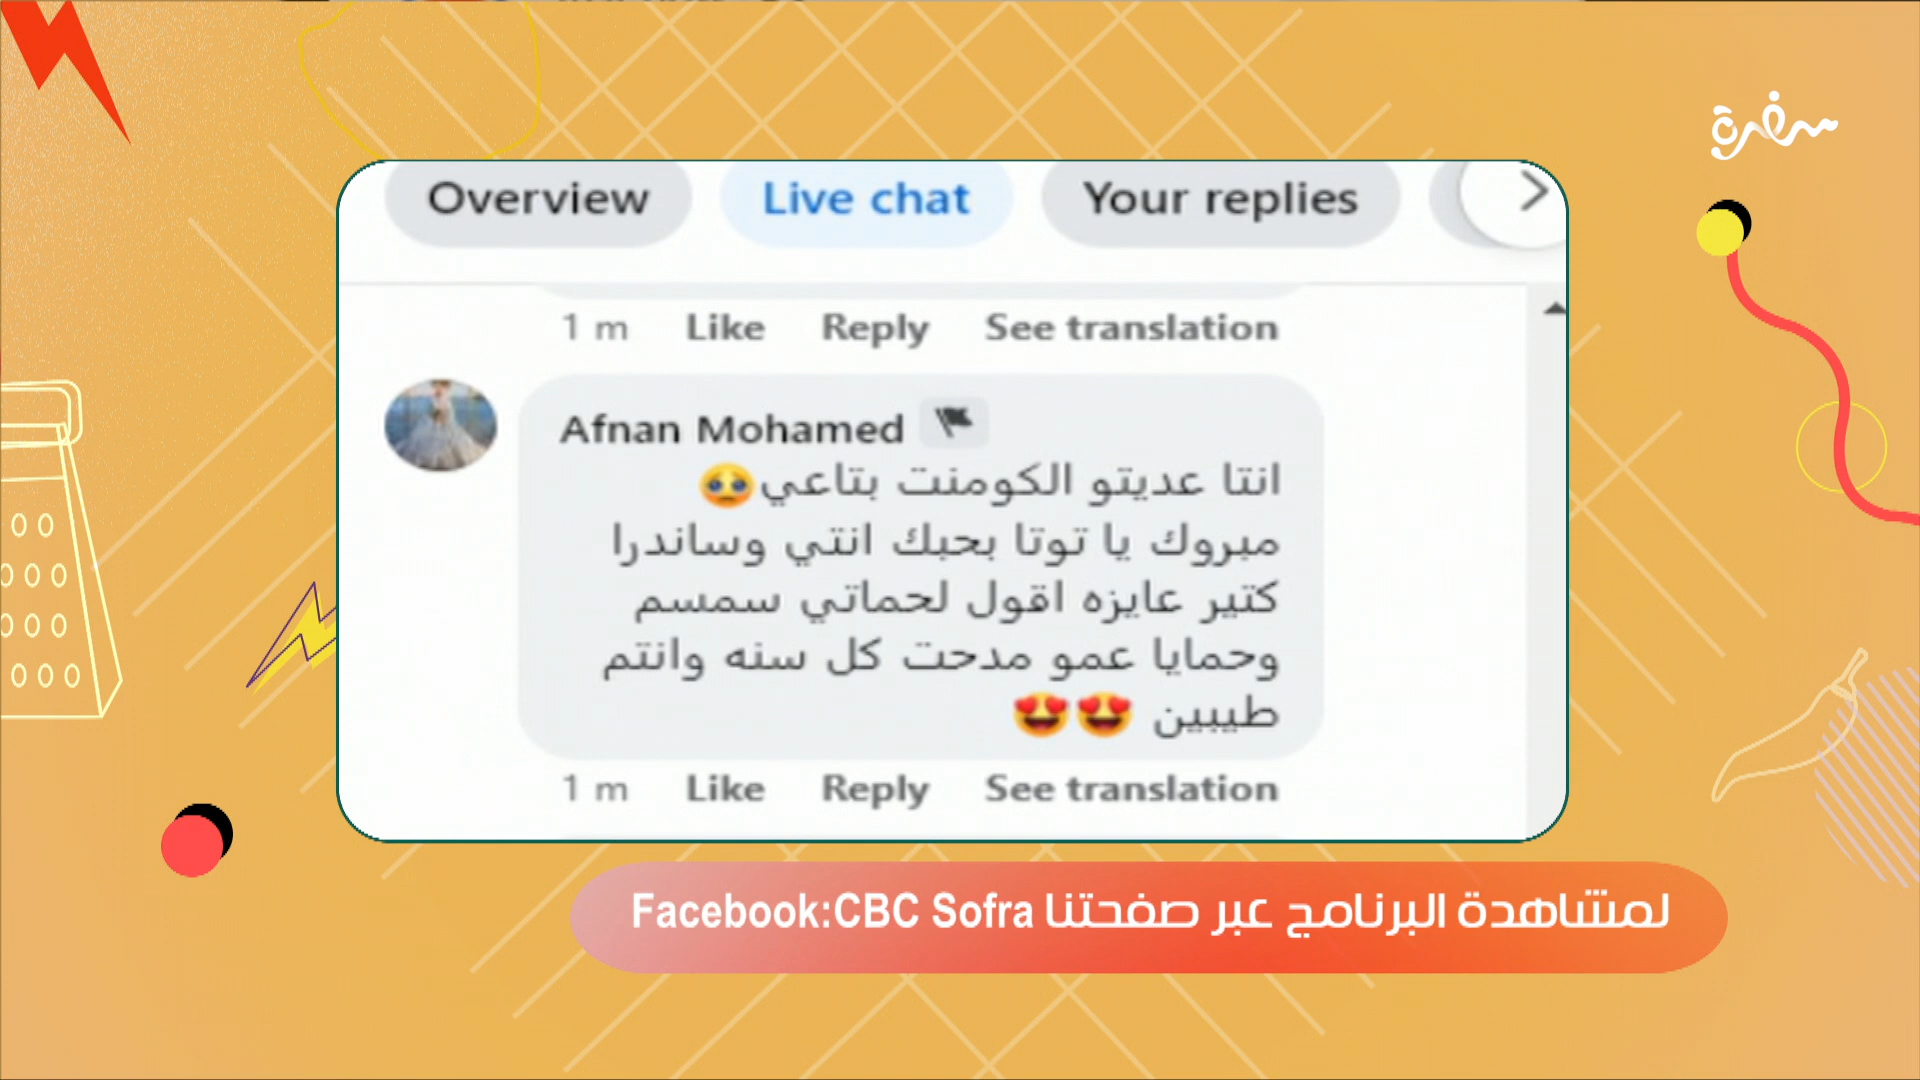 سفرة
Overview Live chat Your replies
1 m Like Reply See translation
Afnan Mohamed
انتا عديتو الكومنت بتاعي🥹
مبروك يا توتا بحبك انتي وساندرا
كتير عايزه اقول لحماتي سمسم
وحمايا عمو مدحت كل سنه وانتم
طيبين 😍😍
1 m Like Reply See translation
لمشاهدة البرنامج عبر صفحتنا Facebook:CBC Sofra